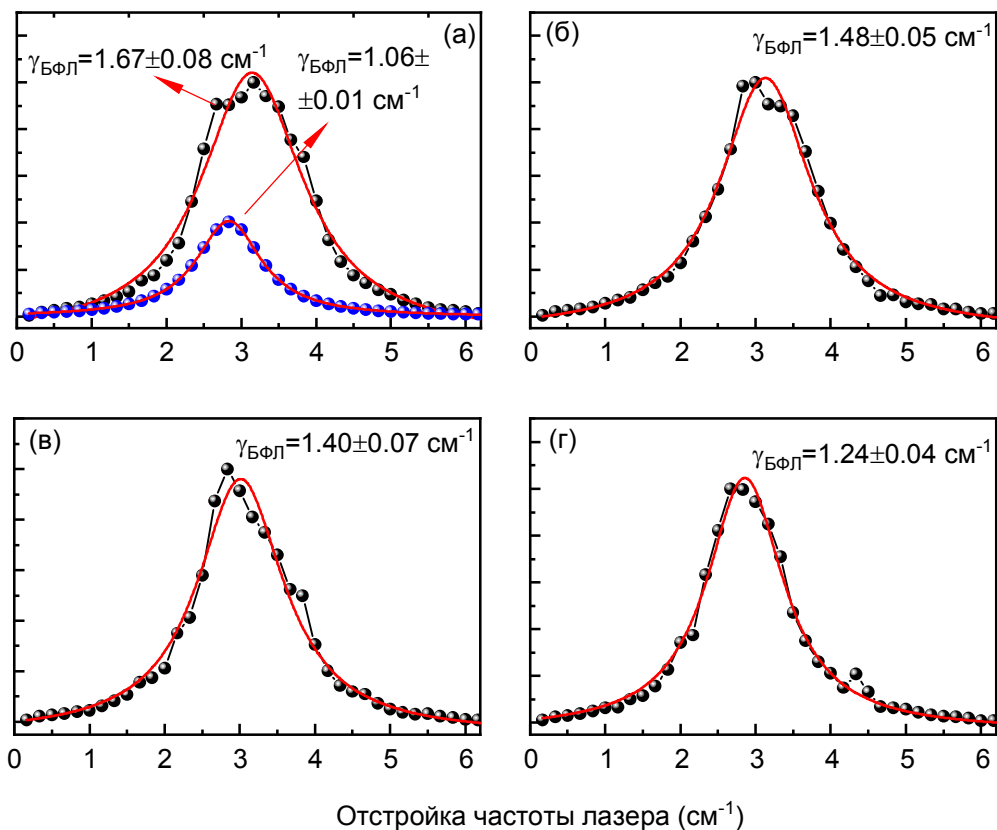 (а)
γБФЛ=1.67±0.08 см-1
γБФЛ=1.06±
±0.01 см-1
0 1 2 3 4 5 6
(б)
γБФЛ=1.48±0.05 см-1
0 1 2 3 4 5 6
(в)
γБФЛ=1.40±0.07 см-1
0 1 2 3 4 5 6
(г)
γБФЛ=1.24±0.04 см-1
0 1 2 3 4 5 6
Отстройка частоты лазера (см-1)